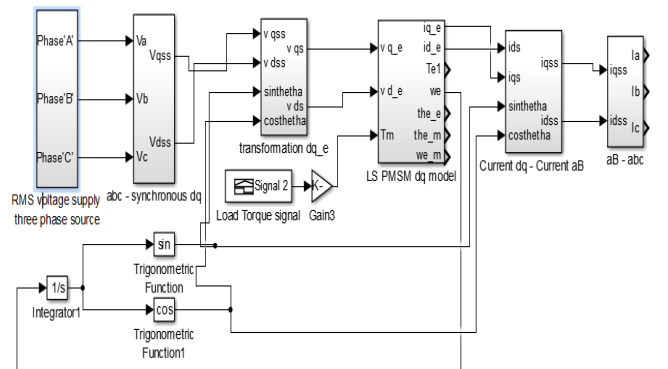 Phase'A'
Phase'B'
Phase'C'
RMS voltage supply
three phase source
Va
Vb
Vc
Vqss
Vdss
abc - synchronous dq
v qss
v dss
sinthetha
costhetha
v qs
v ds
transformation dq_e
Signal 2
Load Torque signal
K-
Gain3
v q_e
v d_e
Tm
iq_e
id_e
Te1
we
the_e
the_m
we_m
LS PMSM dq model
ids
iqs
sinthetha
costhetha
iqss
idss
Current dq - Current aB
iqss
idss
Ia
Ib
Ic
aB - abc
1/s
Integrator1
sin
Trigonometric
Function
cos
Trigonometric
Function1